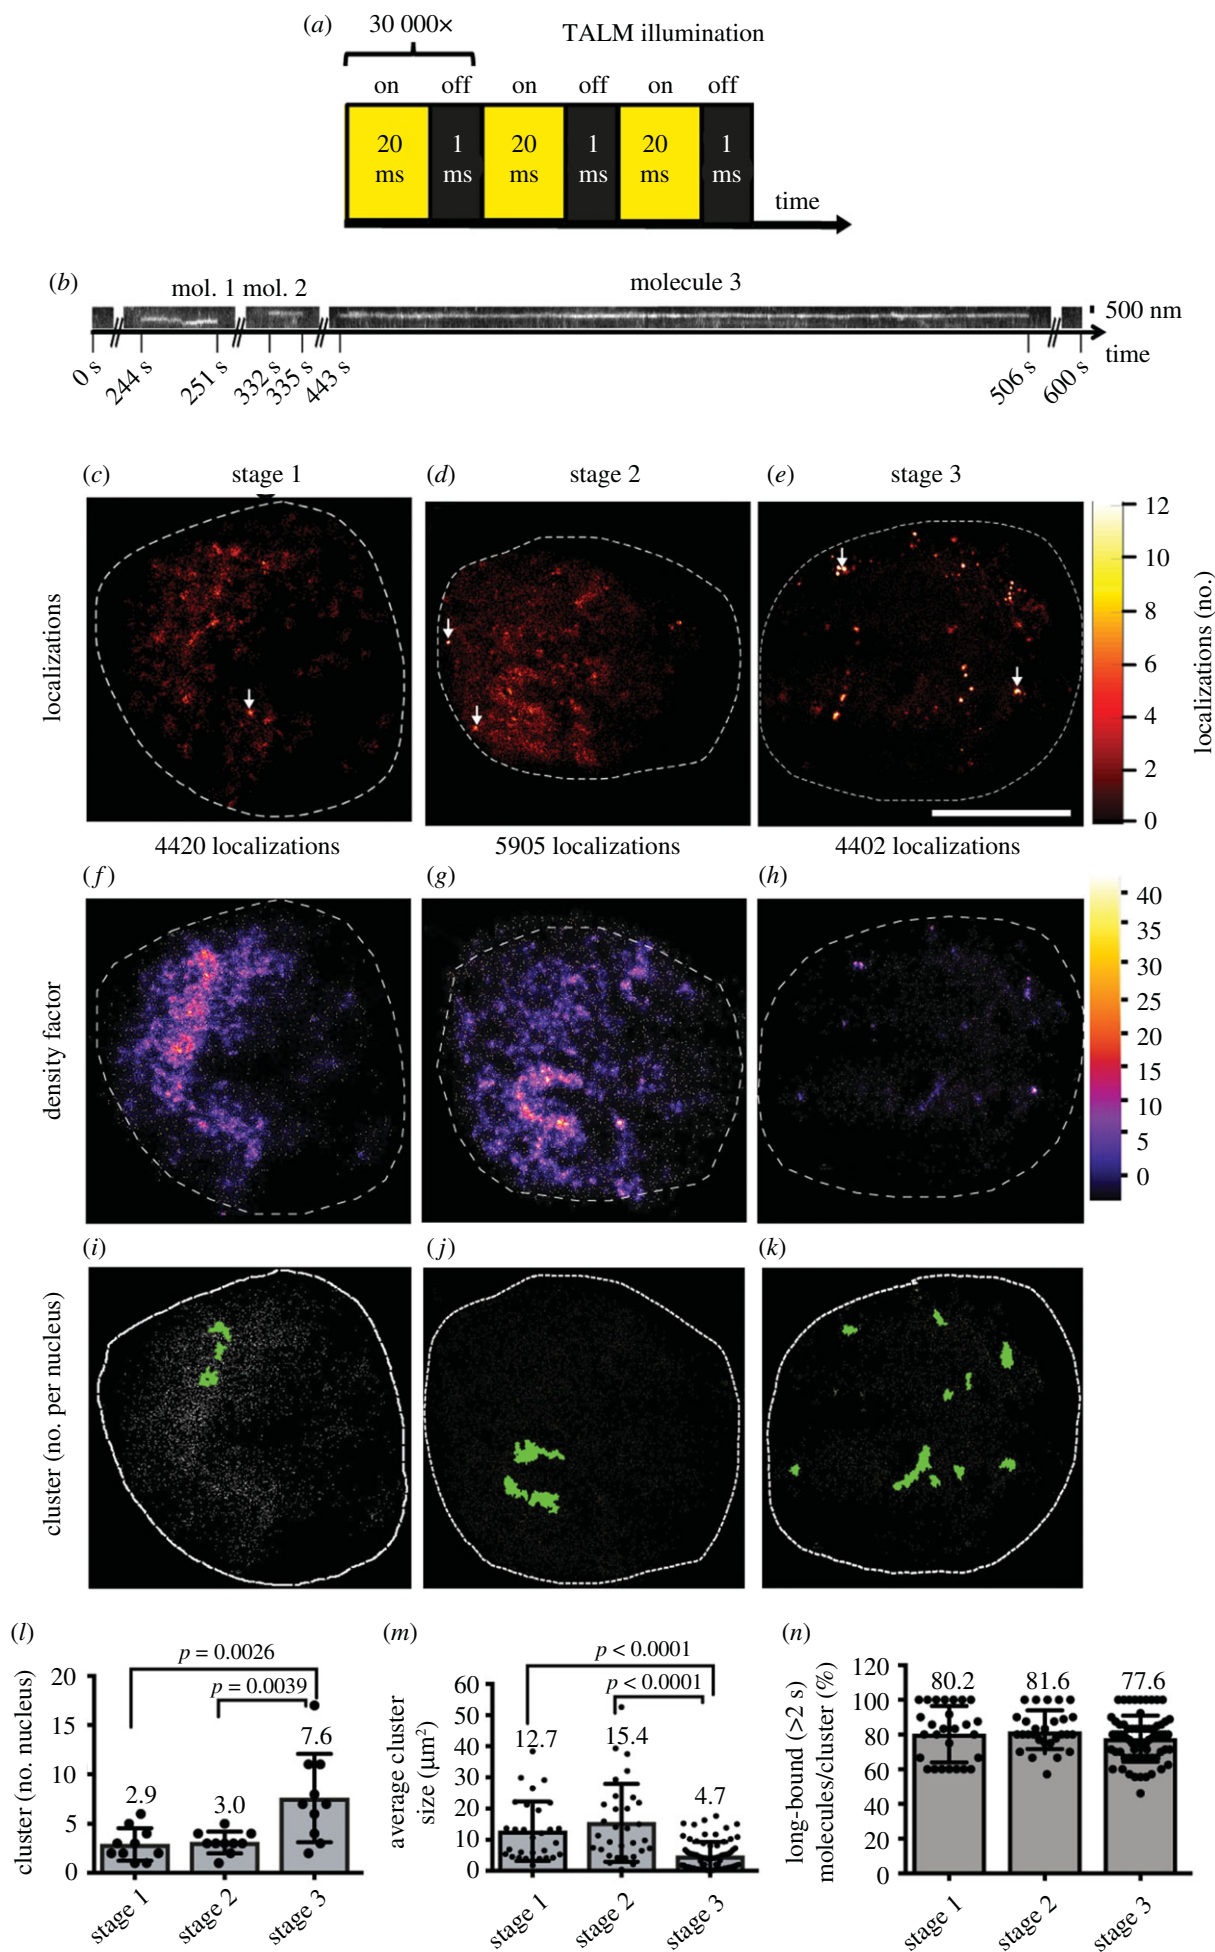 (a) 30 000× TALM illumination
on off on off on off
20 1 20 1 20 1
ms ms ms ms ms ms
time
(b) mol. 1 mol. 2 molecule 3
500 nm
time
0 s 244 s 251 s 332 s 335 s 443 s 506 s 600 s
(c) stage 1 (d) stage 2 (e) stage 3
localizations
12
10
8
6
4
2
0
localizations (no.)
4420 localizations 5905 localizations 4402 localizations
(f) (g) (h)
density factor
40
35
30
25
20
15
10
5
0
(i) (j) (k)
cluster (no. per nucleus)
(l)
p = 0.0026
p = 0.0039
cluster (no. nucleus)
20
15
10
5
0
2.9 3.0 7.6
stage 1 stage 2 stage 3
(m)
p < 0.0001
p < 0.0001
average cluster
size (µm²)
60
50
40
30
20
10
0
12.7 15.4 4.7
stage 1 stage 2 stage 3
(n)
long-bound (>2 s)
molecules/cluster (%)
120
100
80
60
40
20
0
80.2 81.6 77.6
stage 1 stage 2 stage 3